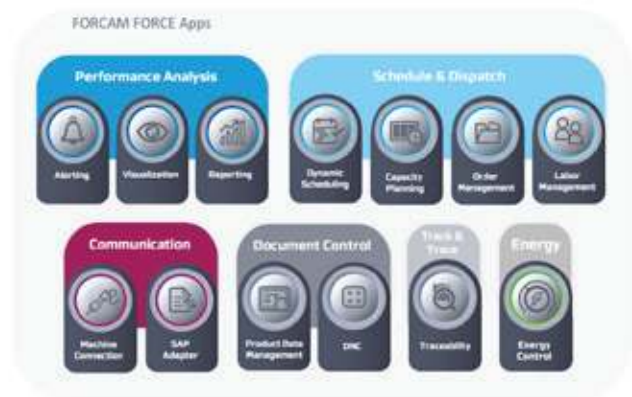 FORCAM FORCE Apps
Performance Analysis
Schedule & Dispatch
Alerting
Visualization
Reporting
Dynamic
Scheduling
Capacity
Planning
Order
Management
Labor
Management
Communication
Document Control
Track &
Trace
Energy
Machine
Connection
SAP
Adapter
Product Data
Management
DNC
Traceability
Energy
Control